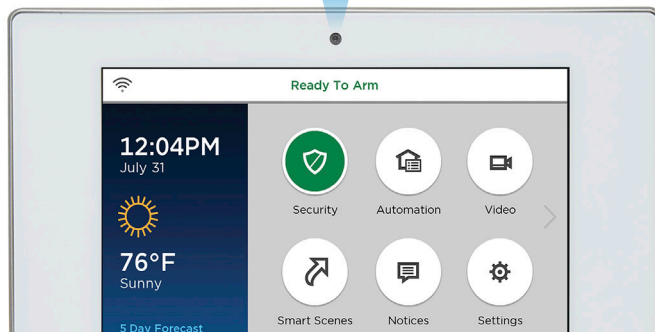 Ready To Arm
12:04PM
July 31
76°F
Sunny
5 Day Forecast
Security
Automation
Video
Smart Scenes
Notices
Settings